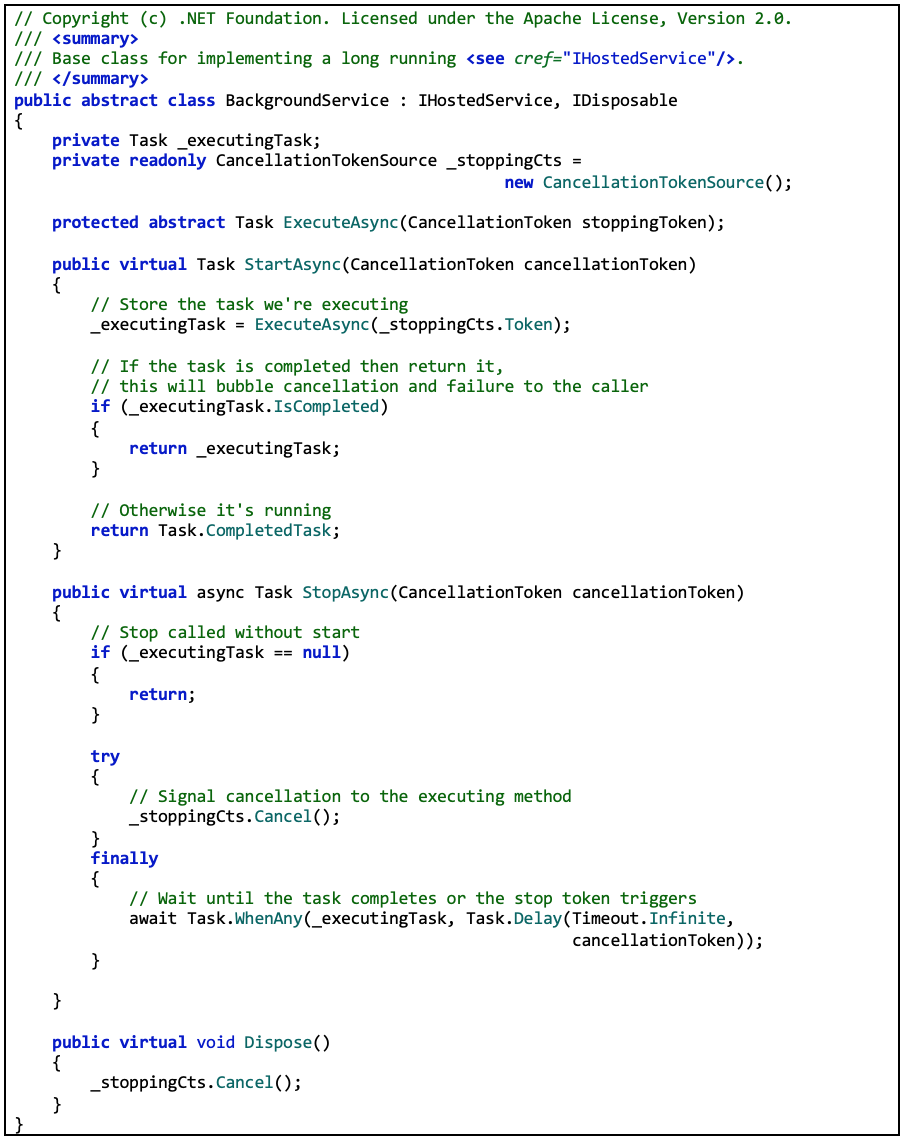 // Copyright (c) .NET Foundation. Licensed under the Apache License, Version 2.0.
/// <summary>
/// Base class for implementing a long running <see cref="IHostedService"/>.
/// </summary>
public abstract class BackgroundService : IHostedService, IDisposable
{
    private Task _executingTask;
    private readonly CancellationTokenSource _stoppingCts =
                                                   new CancellationTokenSource();

    protected abstract Task ExecuteAsync(CancellationToken stoppingToken);

    public virtual Task StartAsync(CancellationToken cancellationToken)
    {
        // Store the task we're executing
        _executingTask = ExecuteAsync(_stoppingCts.Token);

        // If the task is completed then return it,
        // this will bubble cancellation and failure to the caller
        if (_executingTask.IsCompleted)
        {
            return _executingTask;
        }

        // Otherwise it's running
        return Task.CompletedTask;
    }

    public virtual async Task StopAsync(CancellationToken cancellationToken)
    {
        // Stop called without start
        if (_executingTask == null)
        {
            return;
        }

        try
        {
            // Signal cancellation to the executing method
            _stoppingCts.Cancel();
        }
        finally
        {
            // Wait until the task completes or the stop token triggers
            await Task.WhenAny(_executingTask, Task.Delay(Timeout.Infinite,
                                                          cancellationToken));
        }

    }

    public virtual void Dispose()
    {
        _stoppingCts.Cancel();
    }
}